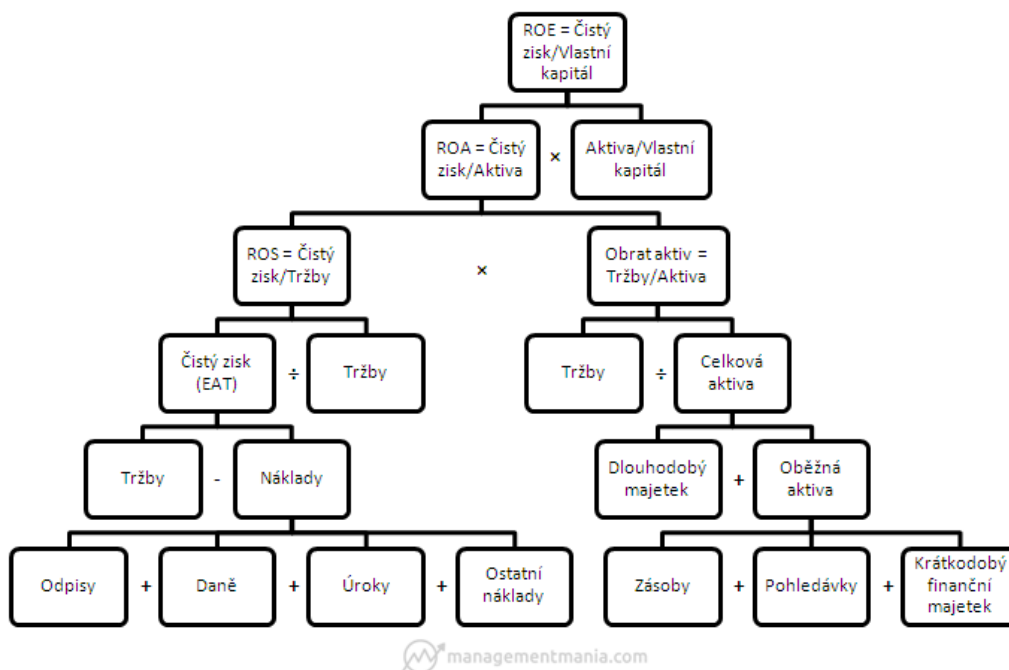 ROE = Čistý
zisk/Vlastní
kapitál
ROA = Čistý
zisk/Aktiva
×
Aktiva/Vlastní
kapitál
ROS = Čistý
zisk/Tržby
×
Obrat aktiv =
Tržby/Aktiva
Čistý zisk
(EAT)
÷
Tržby
Tržby
÷
Celková
aktiva
Tržby
-
Náklady
Dlouhodobý
majetek
+
Oběžná
aktiva
Odpisy
+
Daně
+
Úroky
+
Ostatní
náklady
Zásoby
+
Pohledávky
+
Krátkodobý
finanční
majetek
managementmania.com